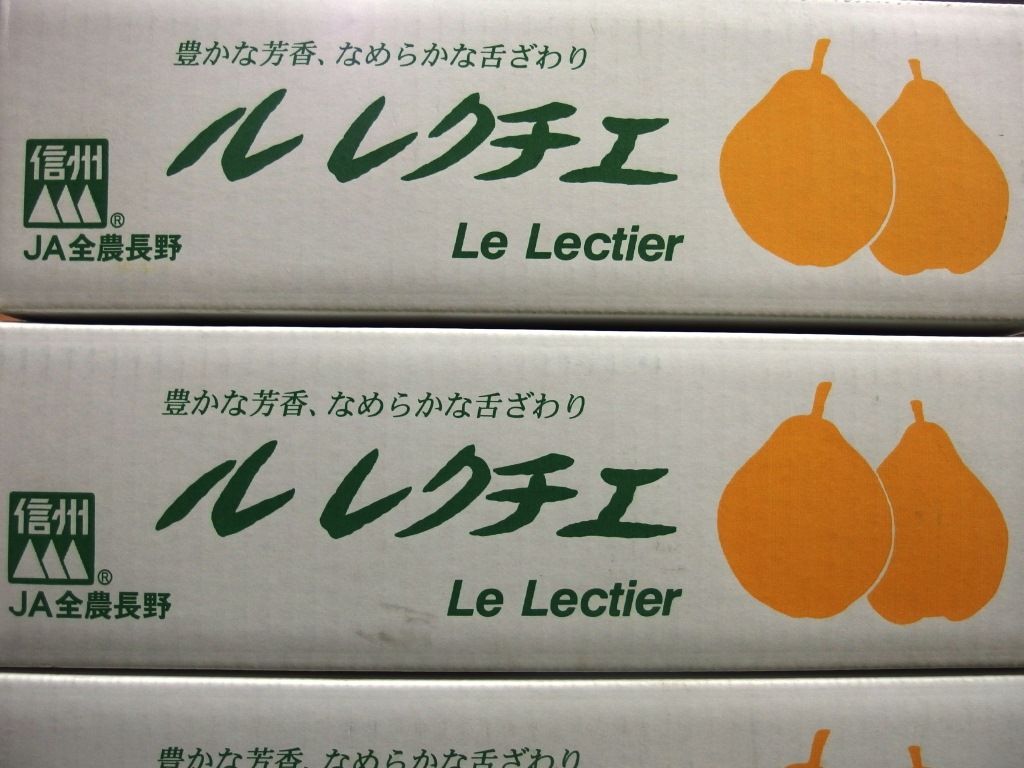 豊かな芳香、なめらかな舌ざわり
ル レクチエ
信州
®
JA全農長野
Le Lectier
豊かな芳香、なめらかな舌ざわり
ル レクチエ
信州
®
JA全農長野
Le Lectier
豊かな芳香、なめらかな舌ざわり